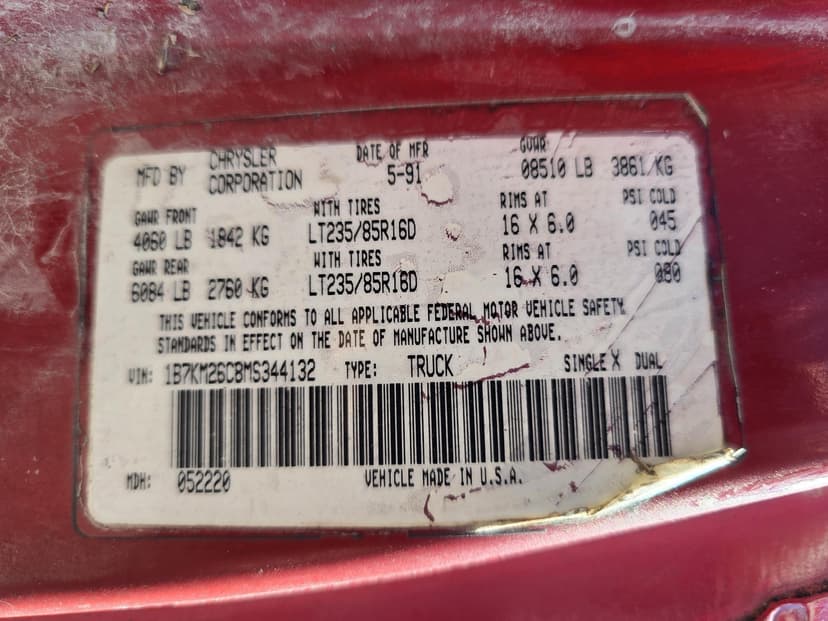 MFD BY CHRYSLER CORPORATION DATE OF MFR 5-91 GVWR 08510 LB 3861 KG
GAWR FRONT WITH TIRES RIMS AT PSI COLD
4060 LB 1842 KG LT235/85R16D 16 X 6.0 045
GAWR REAR WITH TIRES RIMS AT PSI COLD
6084 LB 2760 KG LT235/85R16D 16 X 6.0 080
THIS VEHICLE CONFORMS TO ALL APPLICABLE FEDERAL MOTOR VEHICLE SAFETY
STANDARDS IN EFFECT ON THE DATE OF MANUFACTURE SHOWN ABOVE.
VIN: 1B7KM26C8MS344132 TYPE: TRUCK SINGLE X DUAL
MDH: 052220 VEHICLE MADE IN U.S.A.